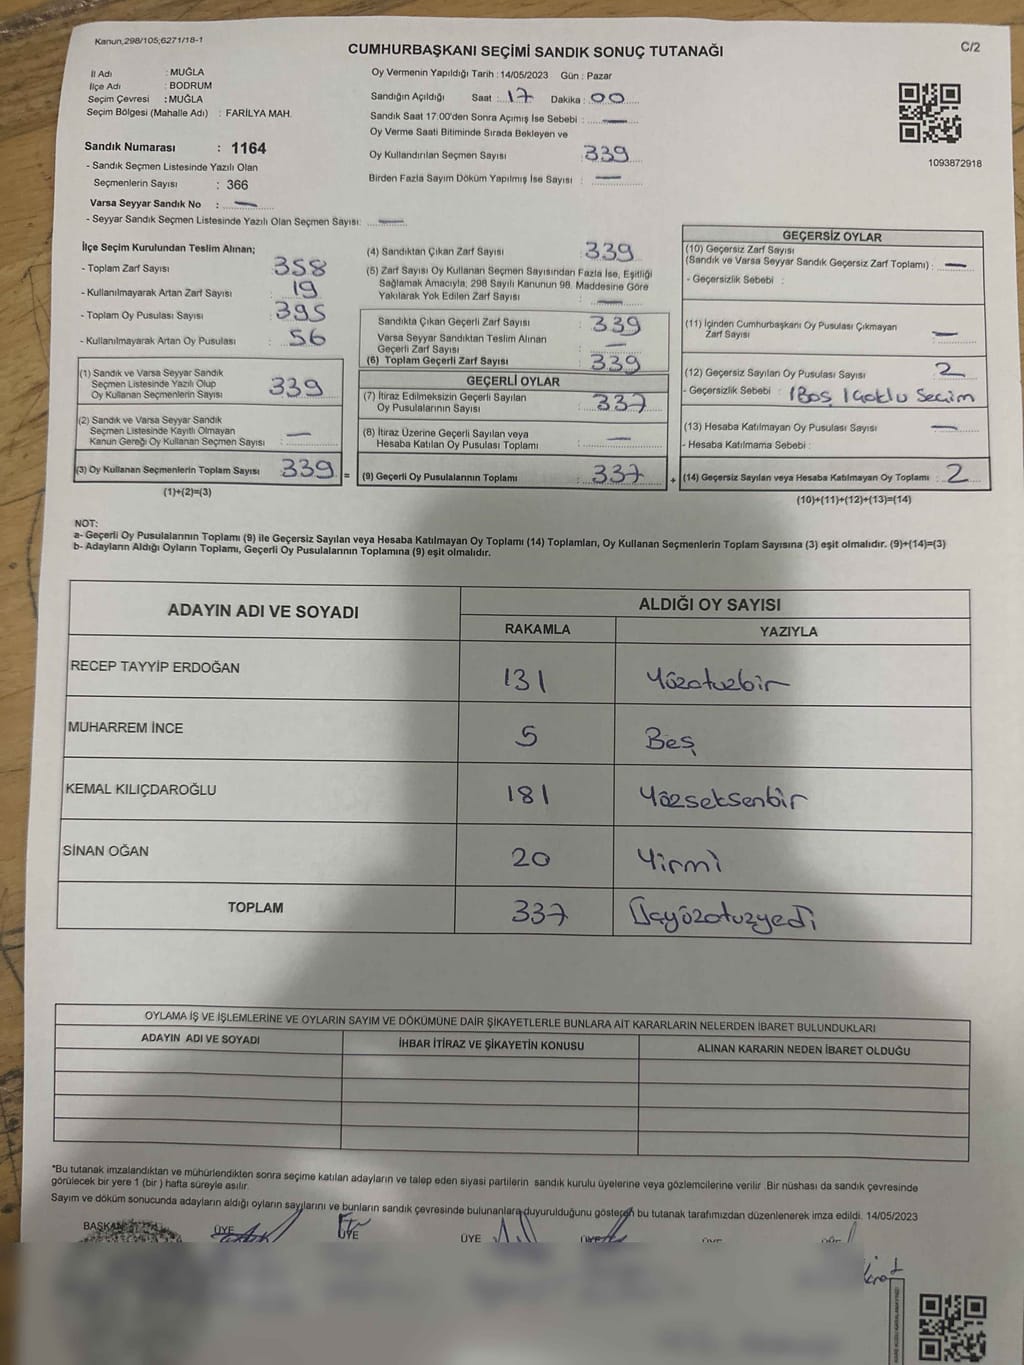 Kanun,298/105;6271/18-1
CUMHURBAŞKANI SEÇİMİ SANDIK SONUÇ TUTANAĞI
C/2
İl Adı : MUĞLA
İlçe Adı : BODRUM
Seçim Çevresi : MUĞLA
Seçim Bölgesi (Mahalle Adı) : FARİLYA MAH.
Sandık Numarası : 1164
- Sandık Seçmen Listesinde Yazılı Olan
Seçmenlerin Sayısı : 366
Varsa Seyyar Sandık No : —
- Seyyar Sandık Seçmen Listesinde Yazılı Olan Seçmen Sayısı: —
Oy Vermenin Yapıldığı Tarih : 14/05/2023 Gün : Pazar
Sandığın Açıldığı Saat : 17 Dakika : 00
Sandık Saat 17.00'den Sonra Açımış İse Sebebi : —
Oy Verme Saati Bitiminde Sırada Bekleyen ve
Oy Kullandırılan Seçmen Sayısı : 339
Birden Fazla Sayım Döküm Yapılmış İse Sayısı : —
1093872918
İlçe Seçim Kurulundan Teslim Alınan;
- Toplam Zarf Sayısı : 358
- Kullanılmayarak Artan Zarf Sayısı : 19
- Toplam Oy Pusulası Sayısı : 395
- Kullanılmayarak Artan Oy Pusulası : 56
(1) Sandık ve Varsa Seyyar Sandık
Seçmen Listesinde Yazılı Olup
Oy Kullanan Seçmenlerin Sayısı : 339
(2) Sandık ve Varsa Seyyar Sandık
Seçmen Listesinde Kayıtlı Olmayan
Kanun Gereği Oy Kullanan Seçmen Sayısı : —
(3) Oy Kullanan Seçmenlerin Toplam Sayısı : 339 =
(1)+(2)=(3)
(4) Sandıktan Çıkan Zarf Sayısı : 339
(5) Zarf Sayısı Oy Kullanan Seçmen Sayısından Fazla İse, Eşitliği
Sağlamak Amacıyla; 298 Sayılı Kanunun 98. Maddesine Göre
Yakılarak Yok Edilen Zarf Sayısı : —
Sandıkta Çıkan Geçerli Zarf Sayısı : 339
Varsa Seyyar Sandıktan Teslim Alınan
Geçerli Zarf Sayısı : —
(6) Toplam Geçerli Zarf Sayısı : 339
GEÇERLİ OYLAR
(7) İtiraz Edilmeksizin Geçerli Sayılan
Oy Pusulalarının Sayısı : 337
(8) İtiraz Üzerine Geçerli Sayılan veya
Hesaba Katılan Oy Pusulası Toplamı : —
(9) Geçerli Oy Pusulalarının Toplamı : 337 +
GEÇERSİZ OYLAR
(10) Geçersiz Zarf Sayısı
(Sandık ve Varsa Seyyar Sandık Geçersiz Zarf Toplamı) : —
- Geçersizlik Sebebi :
(11) İçinden Cumhurbaşkanı Oy Pusulası Çıkmayan
Zarf Sayısı : —
(12) Geçersiz Sayılan Oy Pusulası Sayısı : 2
- Geçersizlik Sebebi : 1Boş 1Çoklu Seçim
(13) Hesaba Katılmayan Oy Pusulası Sayısı : —
- Hesaba Katılmama Sebebi :
(14) Geçersiz Sayılan veya Hesaba Katılmayan Oy Toplamı : 2
(10)+(11)+(12)+(13)=(14)
NOT:
a- Geçerli Oy Pusulalarının Toplamı (9) ile Geçersiz Sayılan veya Hesaba Katılmayan Oy Toplamı (14) Toplamları, Oy Kullanan Seçmenlerin Toplam Sayısına (3) eşit olmalıdır. (9)+(14)=(3)
b- Adayların Aldığı Oyların Toplamı, Geçerli Oy Pusulalarının Toplamına (9) eşit olmalıdır.
ADAYIN ADI VE SOYADI ALDIĞI OY SAYISI
RAKAMLA YAZIYLA
RECEP TAYYİP ERDOĞAN 131 Yüzotuzbir
MUHARREM İNCE 5 Beş
KEMAL KILIÇDAROĞLU 181 Yüzseksenbir
SİNAN OĞAN 20 Yirmi
TOPLAM 337 Üçyüzotuzyedi
OYLAMA İŞ VE İŞLEMLERİNE VE OYLARIN SAYIM VE DÖKÜMÜNE DAİR ŞİKAYETLERLE BUNLARA AİT KARARLARIN NELERDEN İBARET BULUNDUKLARI
ADAYIN ADI VE SOYADI İHBAR İTİRAZ VE ŞİKAYETİN KONUSU ALINAN KARARIN NEDEN İBARET OLDUĞU
*Bu tutanak imzalandıktan ve mühürlendikten sonra seçime katılan adayların ve talep eden siyasi partilerin sandık kurulu üyelerine veya gözlemcilerine verilir .Bir nüshası da sandık çevresinde
görülecek bir yere 1 (bir ) hafta süreyle asılır.
Sayım ve döküm sonucunda adayların aldığı oyların sayılarını ve bunların sandık çevresinde bulunanlara duyurulduğunu gösteren bu tutanak tarafımızdan düzenlenerek imza edildi. 14/05/2023
BAŞKAN ÜYE ÜYE ÜYE ÜYE